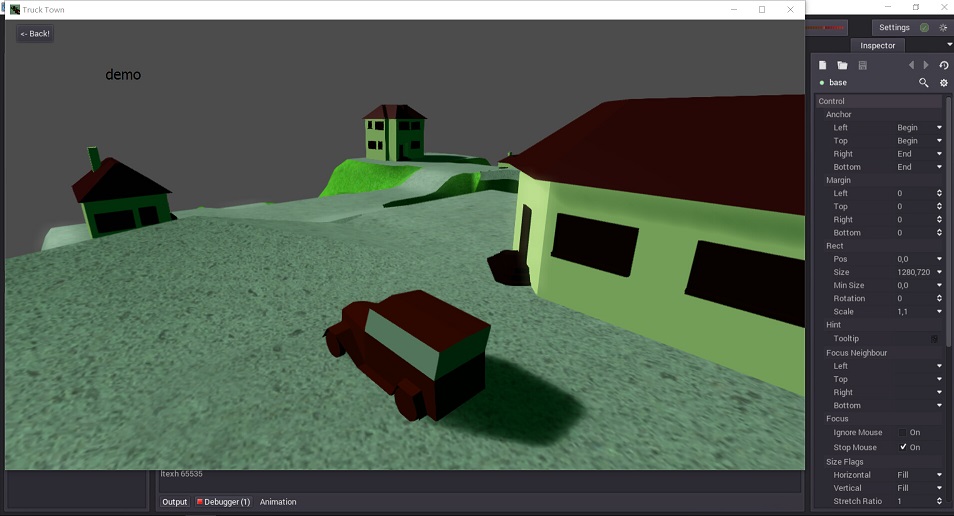 Truck Town
<- Back!
demo
Settings
Inspector
base
Control
Anchor
Left Begin
Top Begin
Right End
Bottom End
Margin
Left 0
Top 0
Right 0
Bottom 0
Rect
Pos 0,0
Size 1280,720
Min Size 0,0
Rotation 0
Scale 1,1
Hint
Tooltip
Focus Neighbour
Left
Top
Right
Bottom
Focus
Ignore Mouse On
Stop Mouse On
Size Flags
Horizontal Fill
Vertical Fill
Stretch Ratio 1
ltexh 65535
Output Debugger (1) Animation